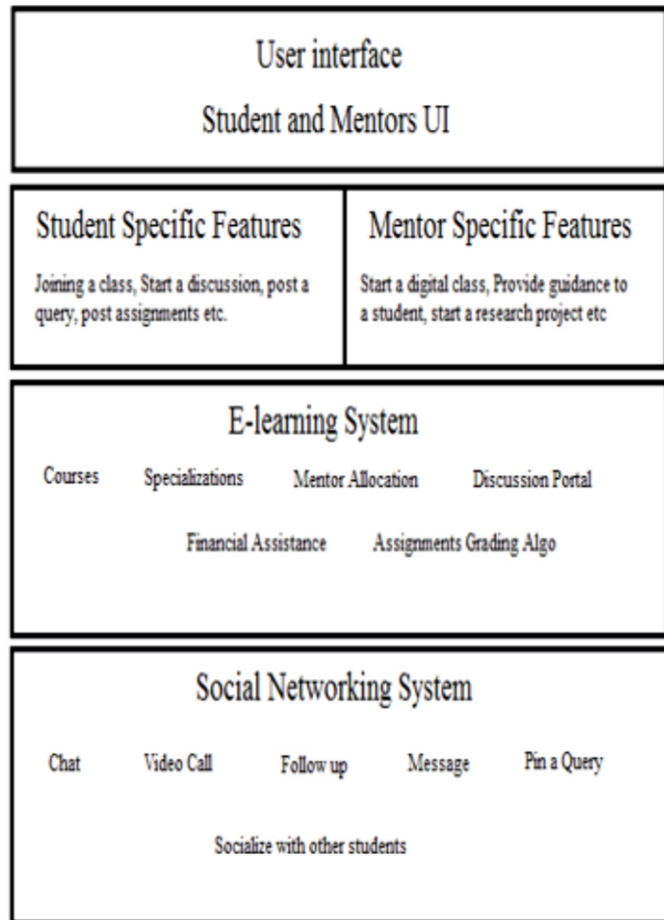 User interface
Student and Mentors UI
Student Specific Features
Joining a class, Start a discussion, post a
query, post assignments etc.
Mentor Specific Features
Start a digital class, Provide guidance to
a student, start a research project etc
E-learning System
Courses
Specializations
Mentor Allocation
Discussion Portal
Financial Assistance
Assignments Grading Algo
Social Networking System
Chat
Video Call
Follow up
Message
Pin a Query
Socialize with other students